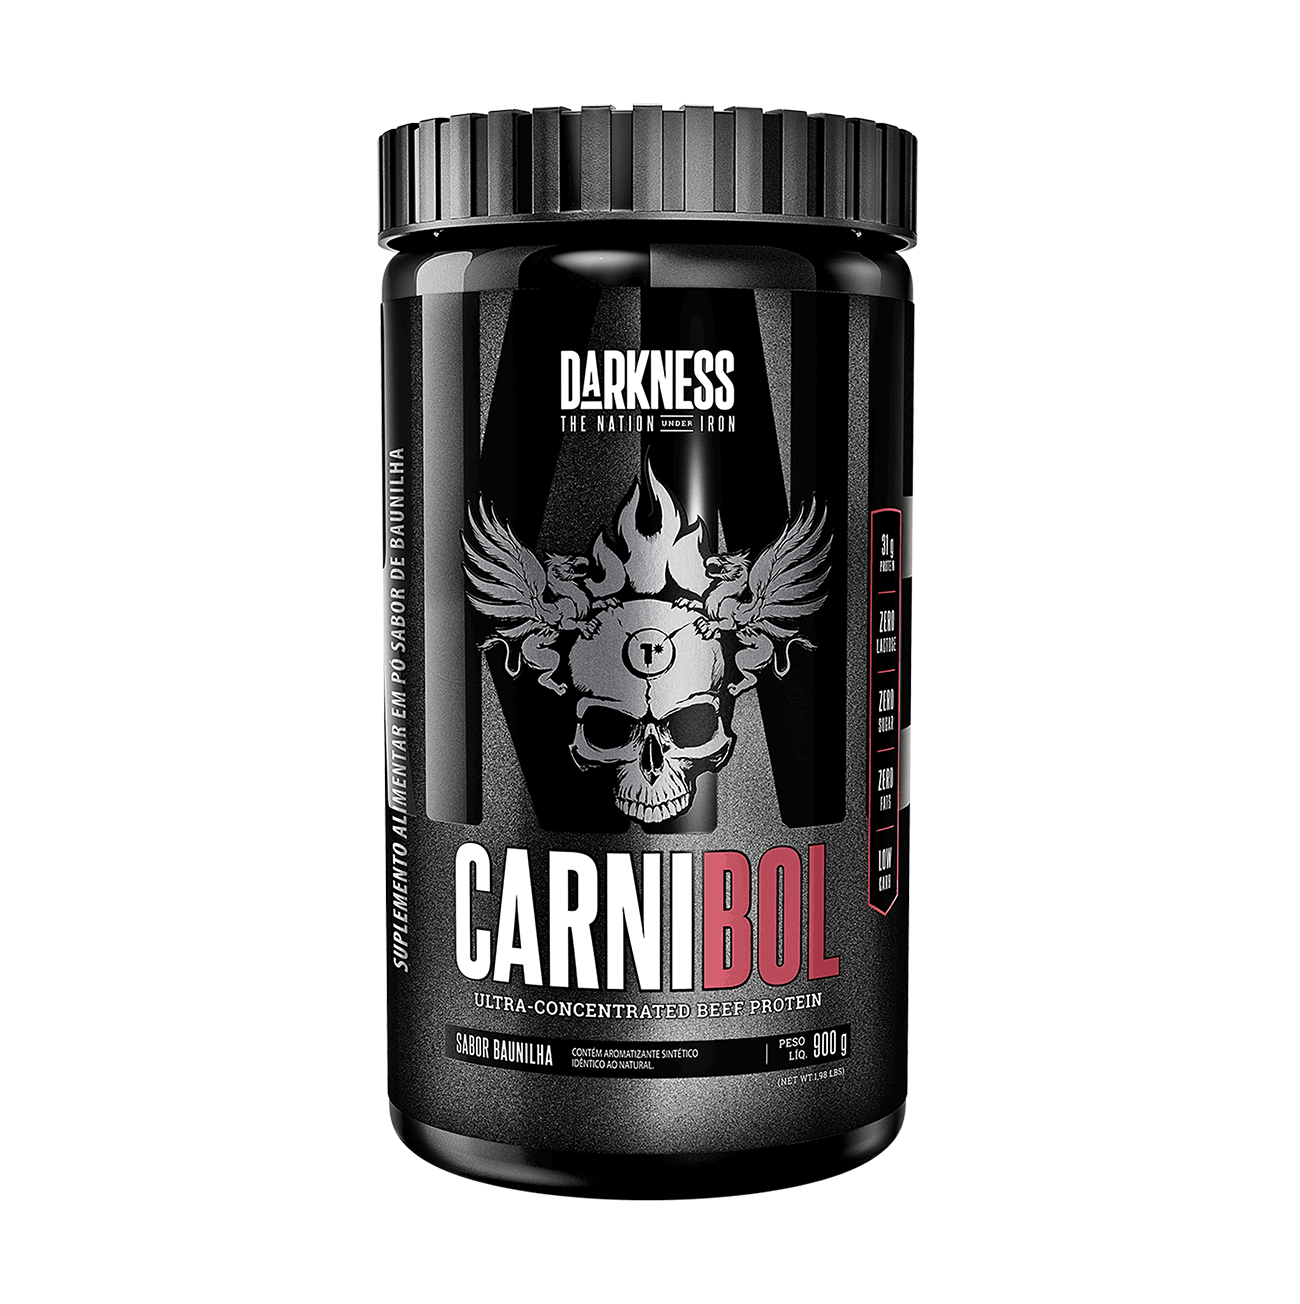 DARKNESS
THE NATION UNDER IRON
SUPLEMENTO ALIMENTAR EM PÓ SABOR DE BAUNILHA
T*
31 g
PROTEIN
ZERO
LACTOSE
ZERO
SUGAR
ZERO
FATS
LOW
CARB
CARNIBOL
ULTRA-CONCENTRATED BEEF PROTEIN
SABOR BAUNILHA
CONTÉM AROMATIZANTE SINTÉTICO
IDÊNTICO AO NATURAL.
PESO
LÍQ. 900 g
(NET WT 1,98 LBS)